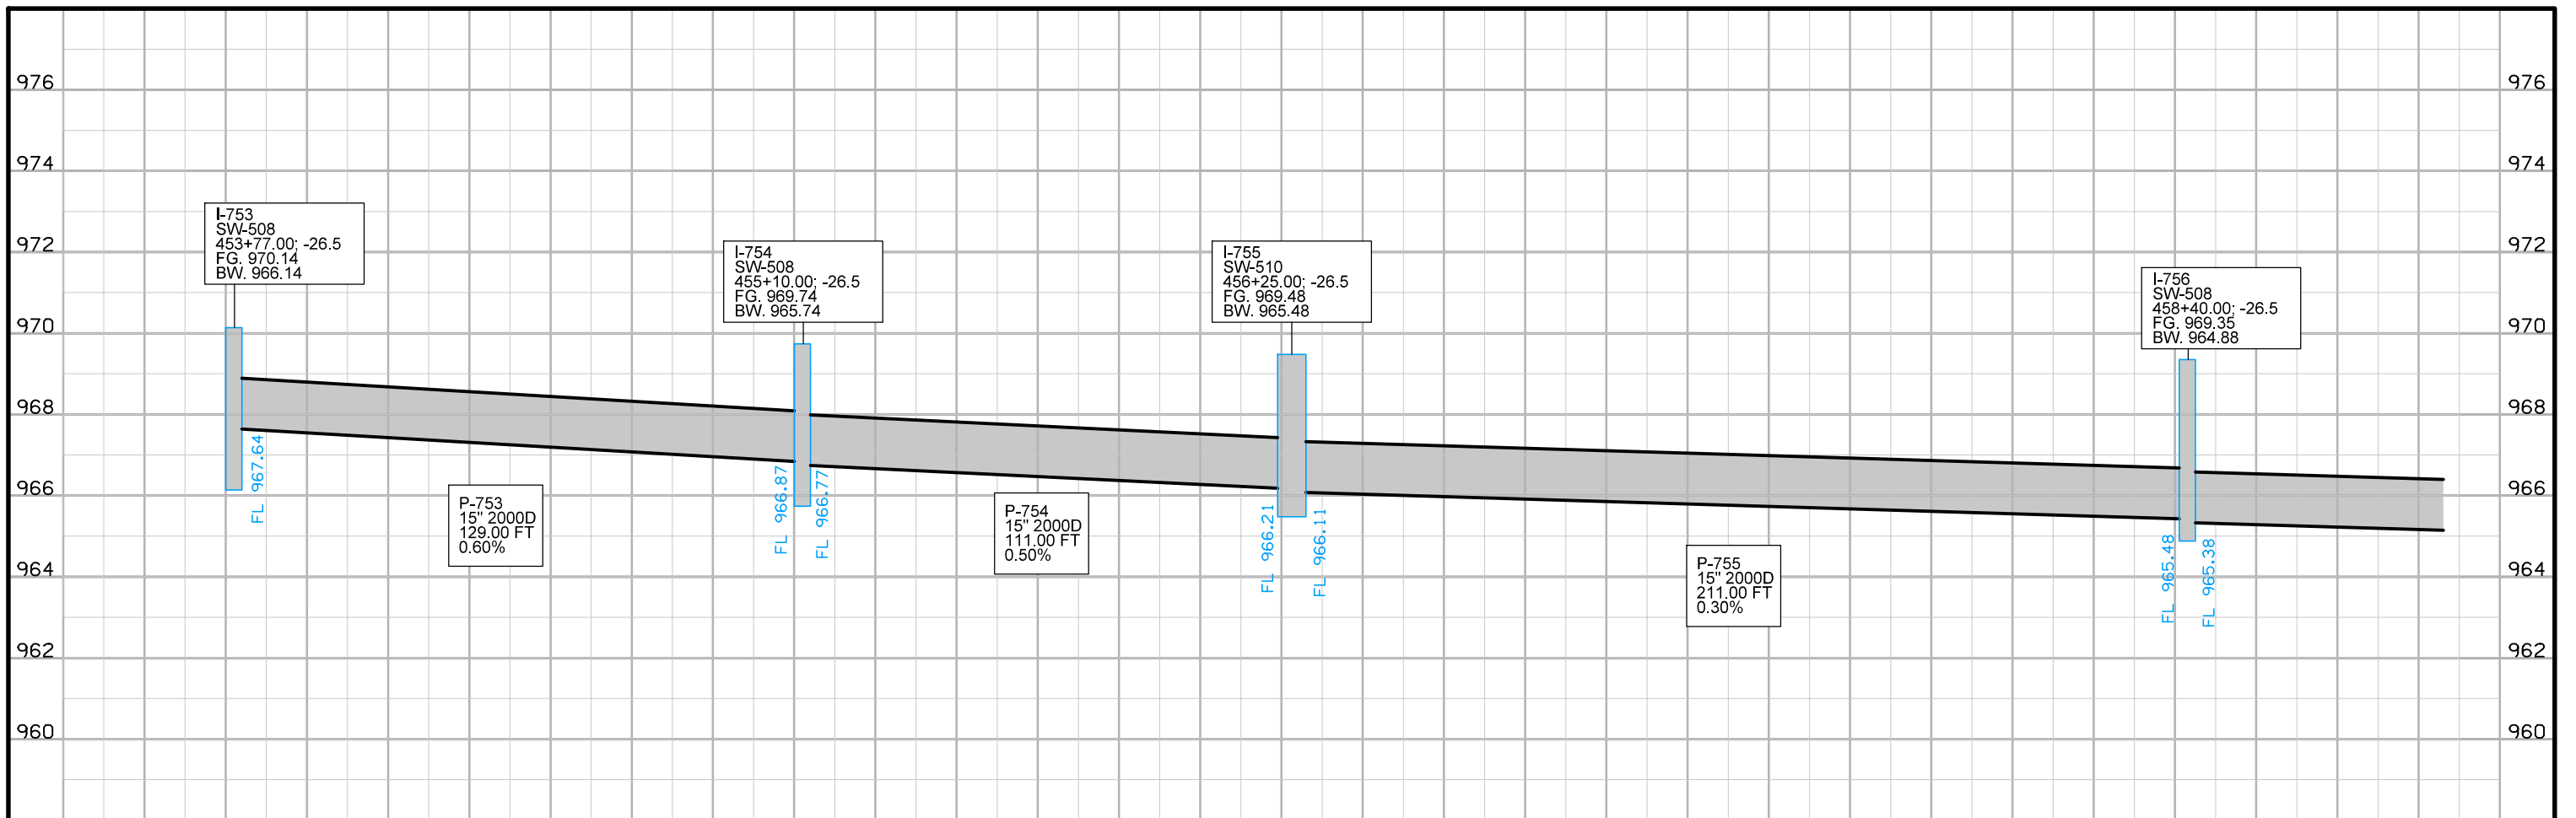 976
976
974
974
I-753
SW-508
453+77.00; -26.5
FG. 970.14
BW. 966.14
972
972
I-754
SW-508
455+10.00; -26.5
FG. 969.74
BW. 965.74
I-755
SW-510
456+25.00; -26.5
FG. 969.48
BW. 965.48
I-756
SW-508
458+40.00; -26.5
FG. 969.35
BW. 964.88
970
970
968
968
FL 967.64
FL 966.87
FL 966.77
966
966
P-753
15" 2000D
129.00 FT
0.60%
P-754
15" 2000D
111.00 FT
0.50%
FL 966.21
FL 966.11
P-755
15" 2000D
211.00 FT
0.30%
FL 965.48
FL 965.38
964
964
962
962
960
960